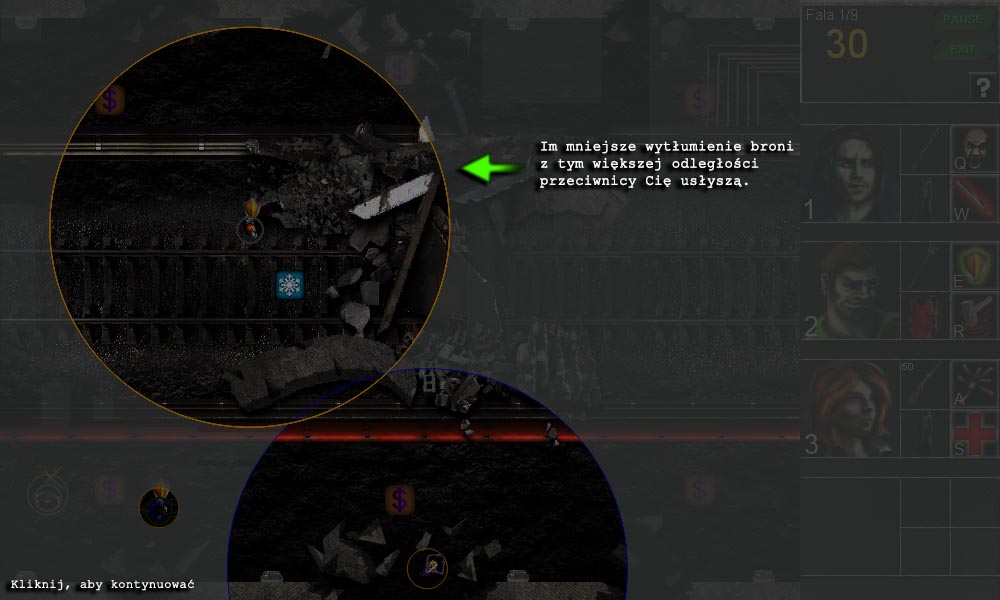 Fala 1/9
30
PAUSE
EXIT
?
Im mniejsze wytłumienie broni
z tym większej odległości
przeciwnicy Cię usłyszą.
1
Q
W
2
E
R
3
50
A
S
Kliknij, aby kontynuować